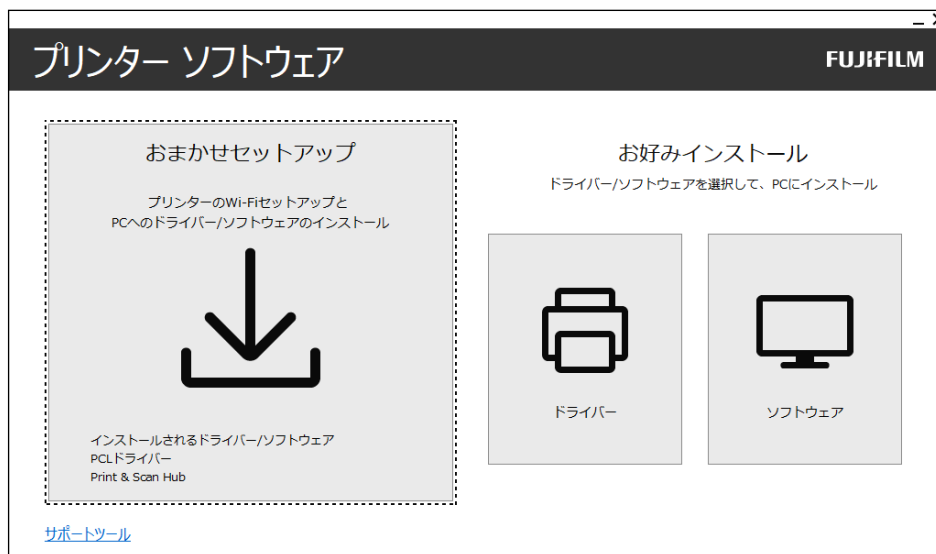 プリンター ソフトウェア
FUJIFILM
おまかせセットアップ
プリンターのWi-Fiセットアップと
PCへのドライバー/ソフトウェアのインストール
インストールされるドライバー/ソフトウェア
PCLドライバー
Print & Scan Hub
お好みインストール
ドライバー/ソフトウェアを選択して、PCにインストール
ドライバー
ソフトウェア
サポートツール